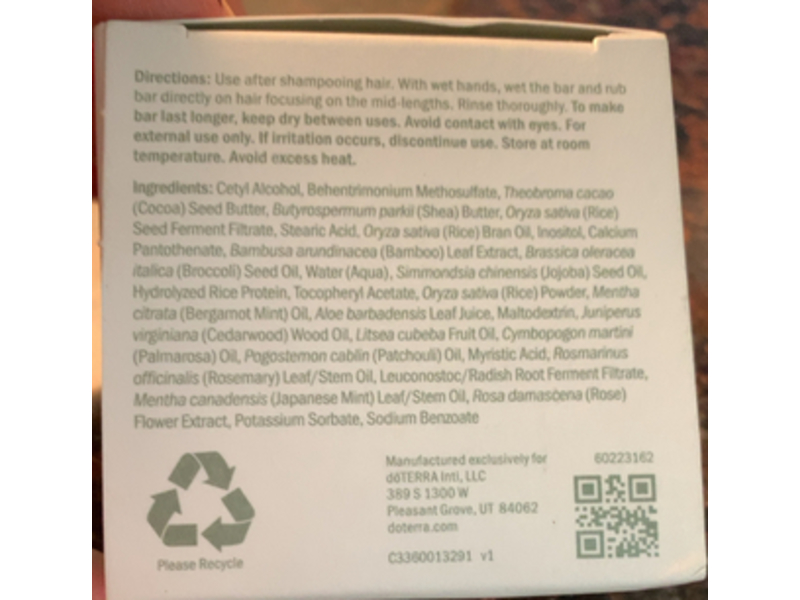 Directions: Use after shampooing hair. With wet hands, wet the bar and rub
bar directly on hair focusing on the mid-lengths. Rinse thoroughly. To make
bar last longer, keep dry between uses. Avoid contact with eyes. For
external use only. If irritation occurs, discontinue use. Store at room
temperature. Avoid excess heat.
Ingredients: Cetyl Alcohol, Behentrimonium Methosulfate, Theobroma cacao
(Cocoa) Seed Butter, Butyrospermum parkii (Shea) Butter, Oryza sativa (Rice)
Seed Ferment Filtrate, Stearic Acid, Oryza sativa (Rice) Bran Oil, Inositol, Calcium
Pantothenate, Bambusa arundinacea (Bamboo) Leaf Extract, Brassica oleracea
italica (Broccoli) Seed Oil, Water (Aqua), Simmondsia chinensis (Jojoba) Seed Oil,
Hydrolyzed Rice Protein, Tocopheryl Acetate, Oryza sativa (Rice) Powder, Mentha
citrata (Bergamot Mint) Oil, Aloe barbadensis Leaf Juice, Maltodextrin, Juniperus
virginiana (Cedarwood) Wood Oil, Litsea cubeba Fruit Oil, Cymbopogon martini
(Palmarosa) Oil, Pogostemon cablin (Patchouli) Oil, Myristic Acid, Rosmarinus
officinalis (Rosemary) Leaf/Stem Oil, Leuconostoc/Radish Root Ferment Filtrate,
Mentha canadensis (Japanese Mint) Leaf/Stem Oil, Rosa damascena (Rose)
Flower Extract, Potassium Sorbate, Sodium Benzoate
Please Recycle
Manufactured exclusively for
dōTERRA Intl, LLC
389 S 1300 W
Pleasant Grove, UT 84062
doterra.com
C3360013291 v1
60223162